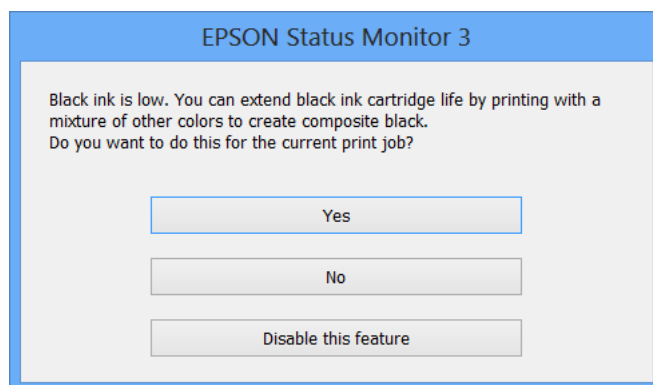 EPSON Status Monitor 3
Black ink is low. You can extend black ink cartridge life by printing with a
mixture of other colors to create composite black.
Do you want to do this for the current print job?
Yes
No
Disable this feature